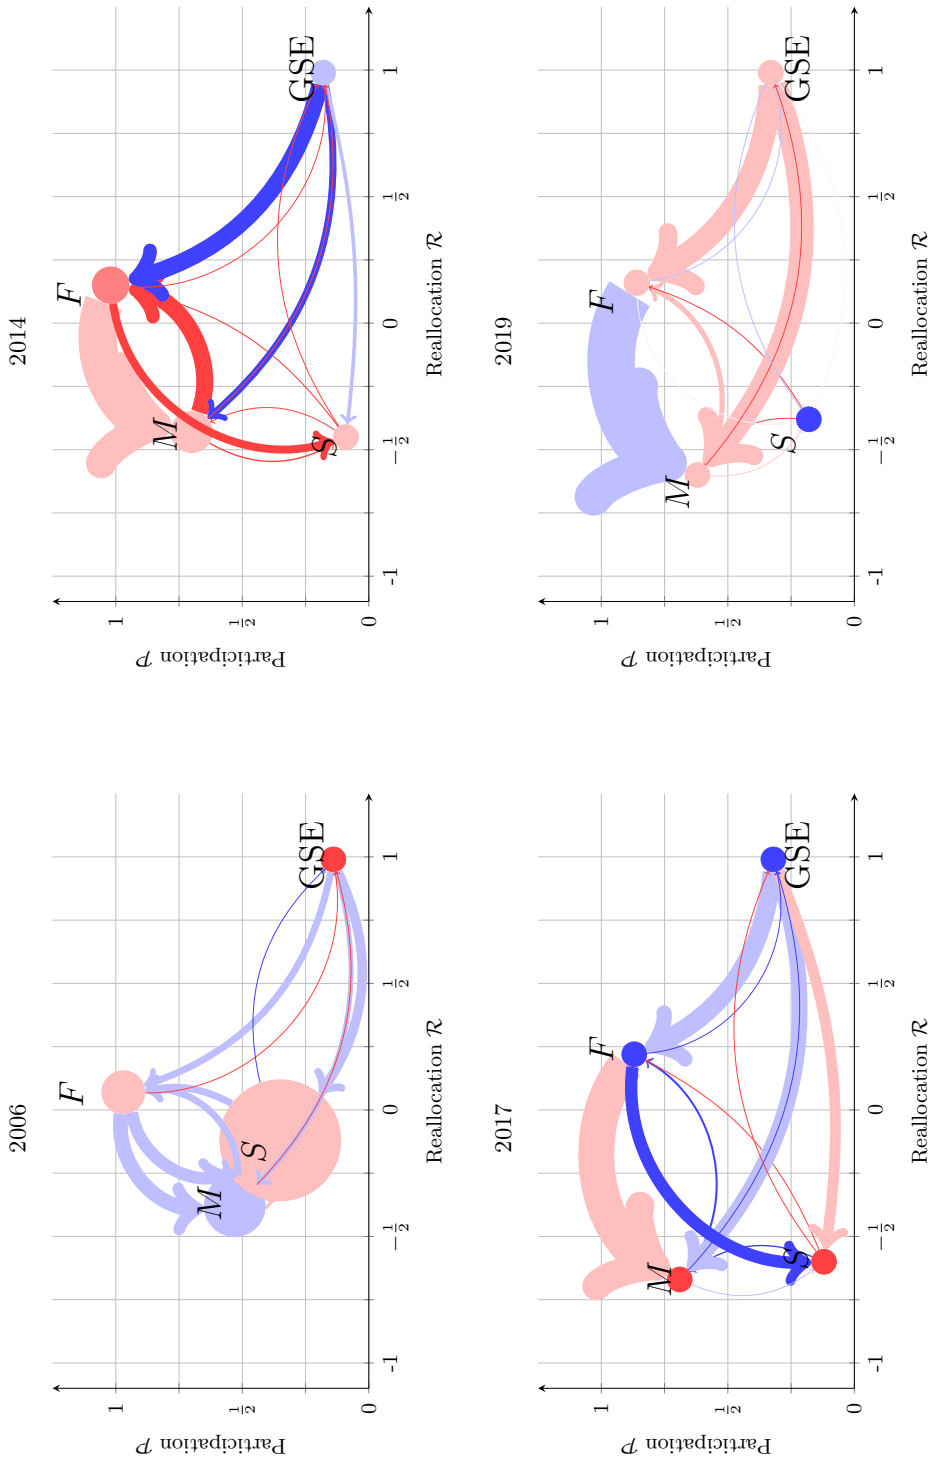 2006
Participation 𝒫
1
½
0
F
M
S
GSE
-1
−½
0
½
1
Reallocation ℛ
2014
Participation 𝒫
1
½
0
F
M
S
GSE
-1
−½
0
½
1
Reallocation ℛ
2017
Participation 𝒫
1
½
0
F
M
S
GSE
-1
−½
0
½
1
Reallocation ℛ
2019
Participation 𝒫
1
½
0
F
M
S
GSE
-1
−½
0
½
1
Reallocation ℛ